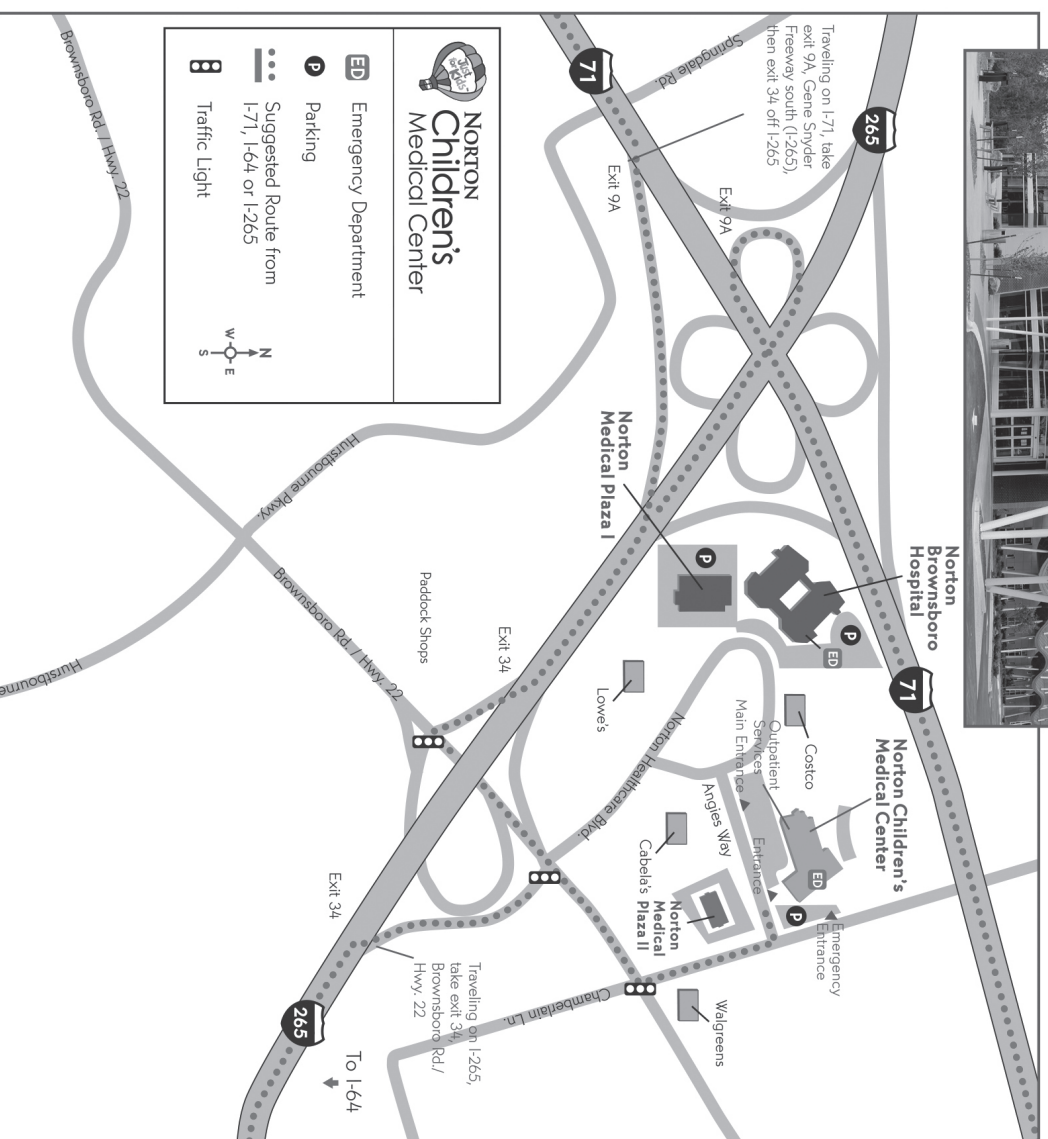 Just
for Kids
NORTON
Children's
Medical Center
ED
Emergency Department
P
Parking
Suggested Route from
I-71, I-64 or I-265
Traffic Light
N
W
E
S
Traveling on I-71, take
exit 9A, Gene Snyder
Freeway south (I-265),
then exit 34 off I-265
Springdale Rd.
71
265
Exit 9A
Exit 9A
Brownsboro Rd. / Hwy. 22
Hurstbourne Pkwy.
Norton
Medical Plaza I
P
Norton
Brownsboro
Hospital
P
ED
71
Brownsboro Rd. / Hwy. 22
Paddock Shops
Exit 34
Lowe's
Hurstbourne
Norton Healthcare Blvd.
Costco
Outpatient
Services
Main Entrance
Norton Children's
Medical Center
Angies Way
Entrance
ED
P
Emergency
Entrance
Cabela's
Norton
Medical
Plaza II
Exit 34
Traveling on I-265,
take exit 34,
Brownsboro Rd./
Hwy. 22
Chamberlain Ln.
Walgreens
265
To I-64